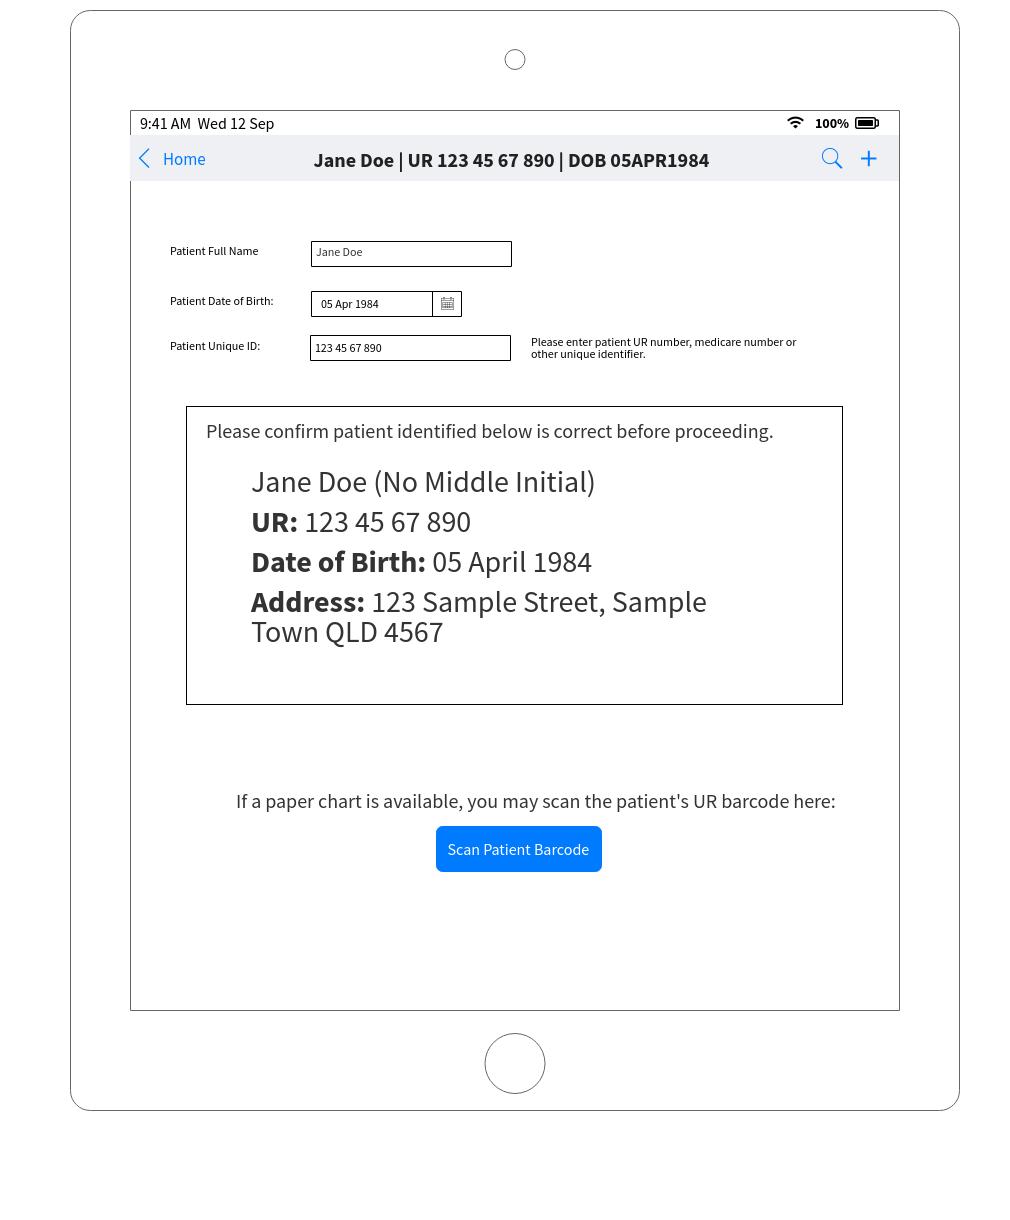 9:41 AM Wed 12 Sep 100%
Home Jane Doe | UR 123 45 67 890 | DOB 05APR1984
Patient Full Name Jane Doe
Patient Date of Birth: 05 Apr 1984
Patient Unique ID: 123 45 67 890 Please enter patient UR number, medicare number or
other unique identifier.
Please confirm patient identified below is correct before proceeding.
Jane Doe (No Middle Initial)
UR: 123 45 67 890
Date of Birth: 05 April 1984
Address: 123 Sample Street, Sample
Town QLD 4567
If a paper chart is available, you may scan the patient's UR barcode here:
Scan Patient Barcode